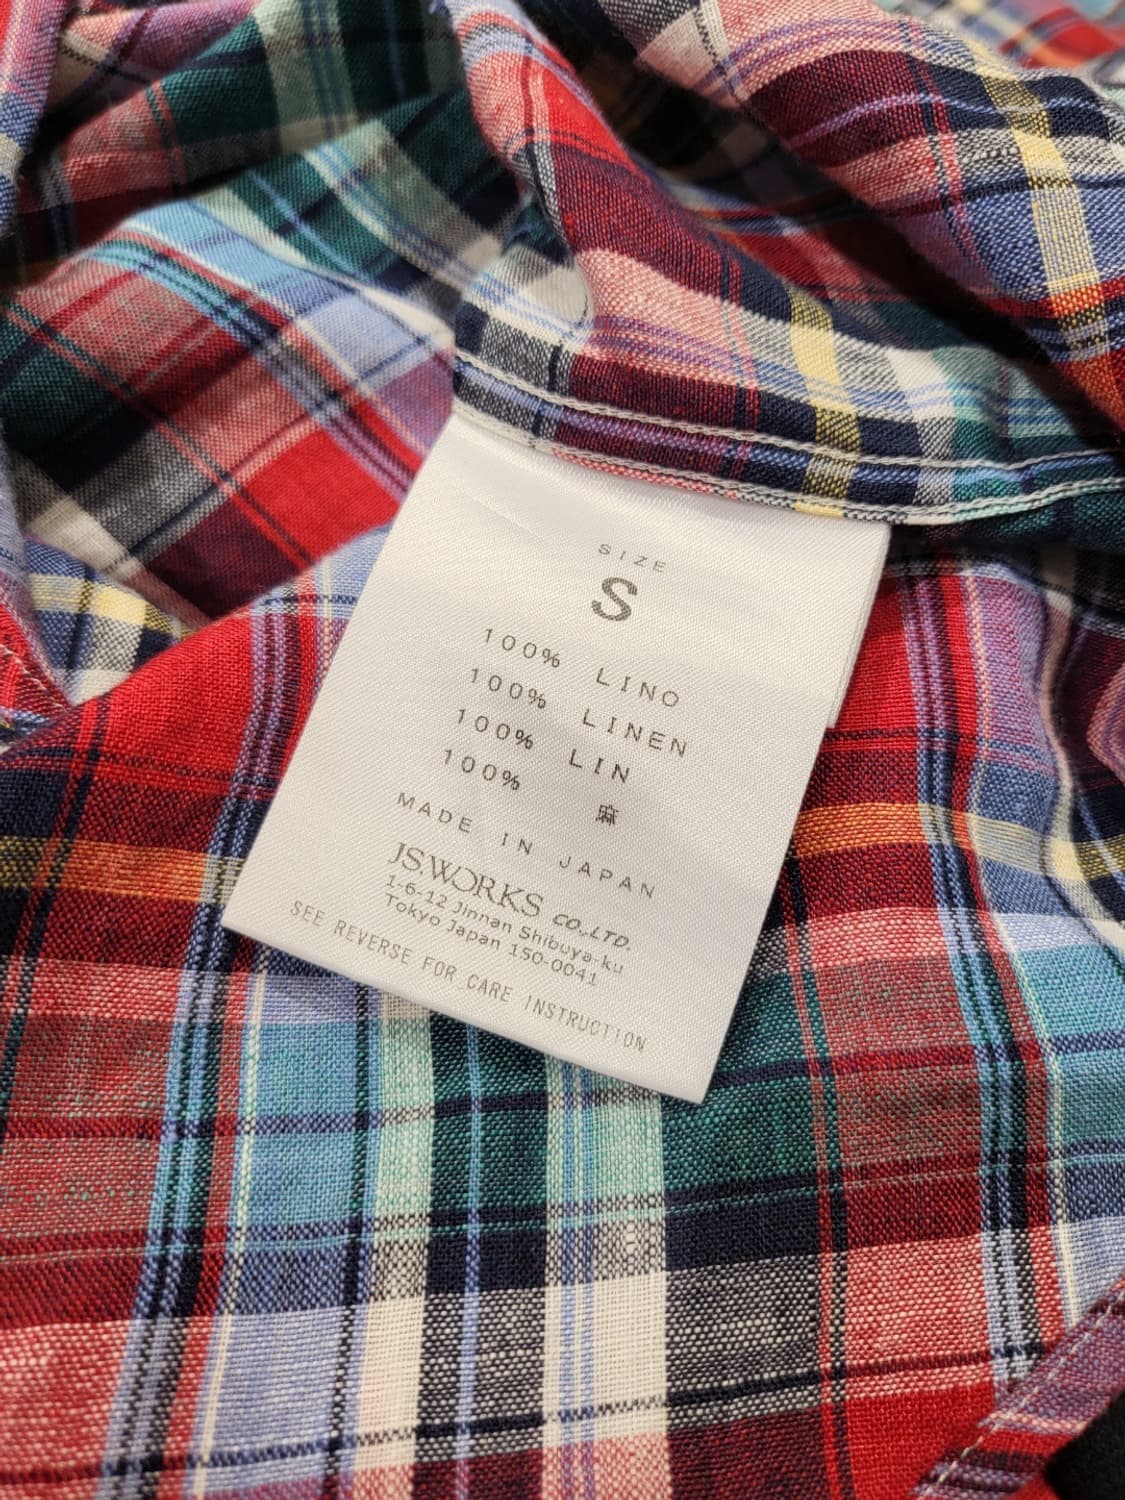 SIZE
S
100% LINO
100% LINEN
100% LIN
100% 麻
MADE IN JAPAN
JS.WORKS CO.,LTD.
1-6-12 Jinnan Shibuya-ku
Tokyo Japan 150-0041
SEE REVERSE FOR CARE INSTRUCTION